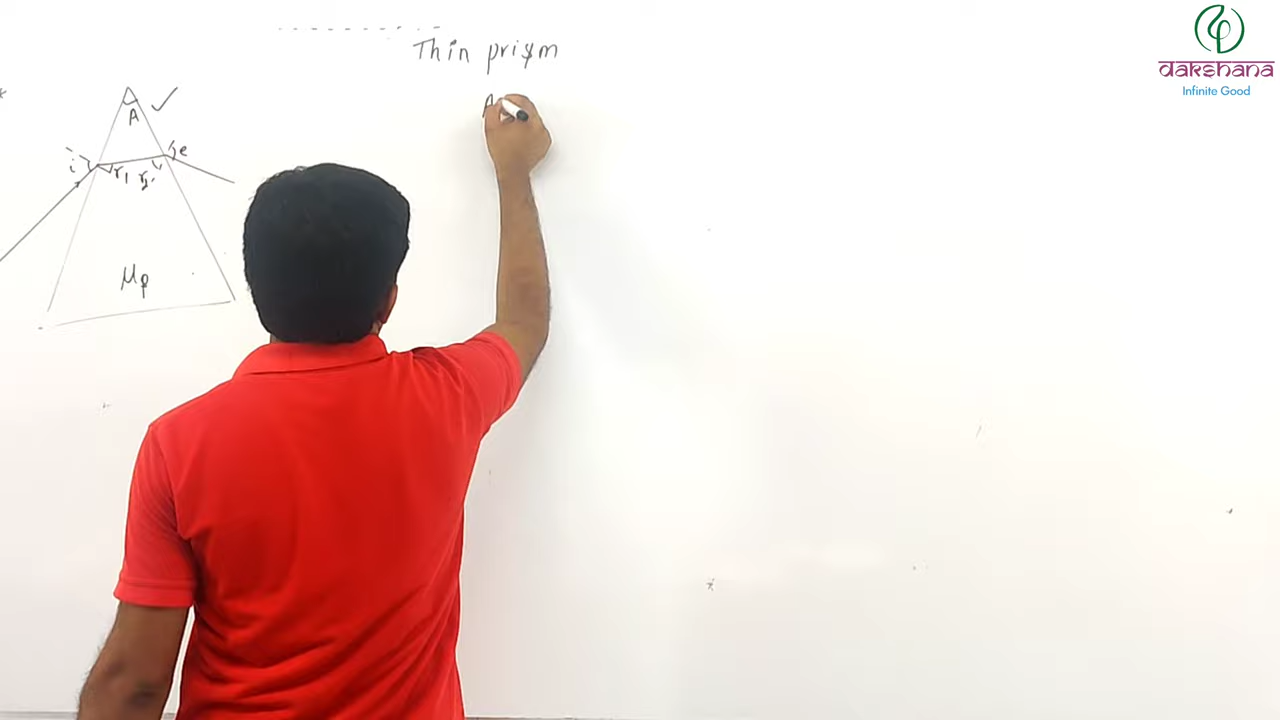 Thin prism
A
A
i
e
r1 r2
μp
dakshana
Infinite Good